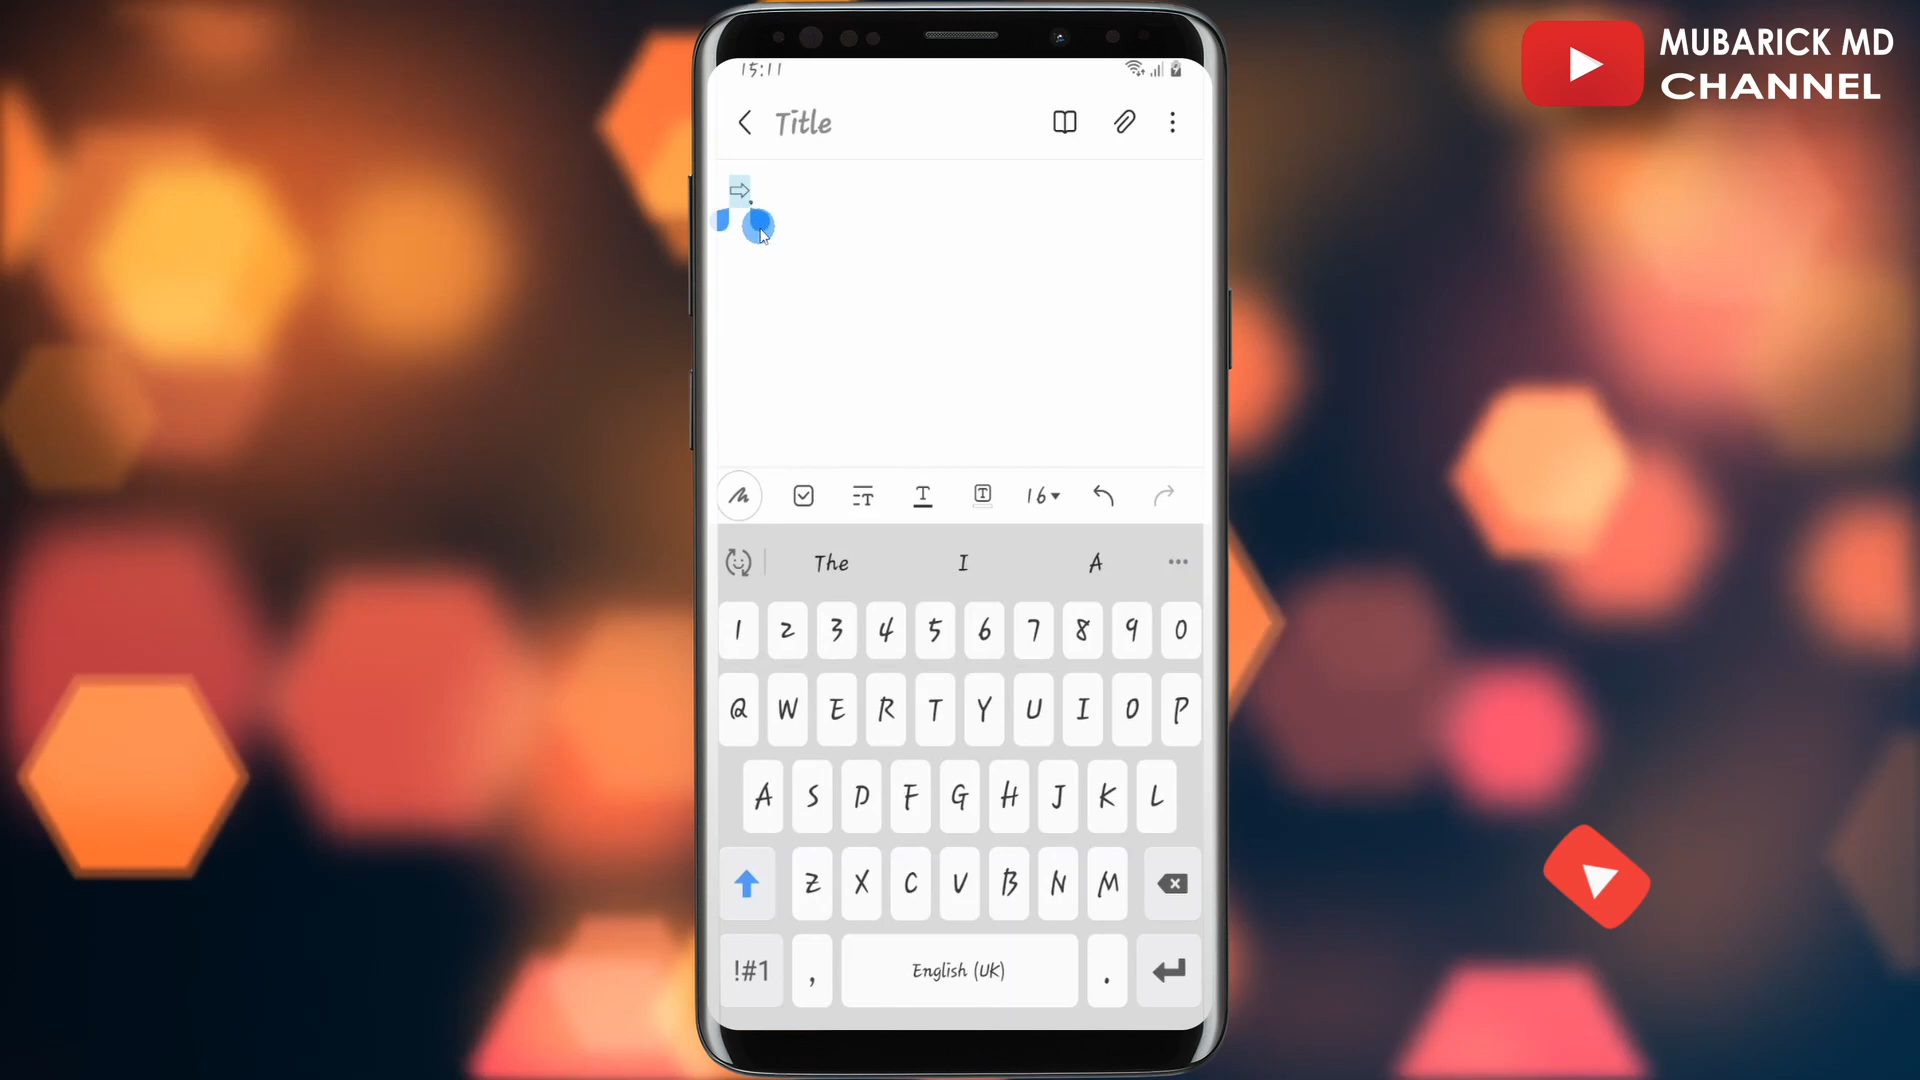 MUBARICK MD
CHANNEL
15:11
Title
⇨.
16
The I A
1 2 3 4 5 6 7 8 9 0
Q W E R T Y U I O P
A S D F G H J K L
Z X C V B N M
!#1 , English (UK) .